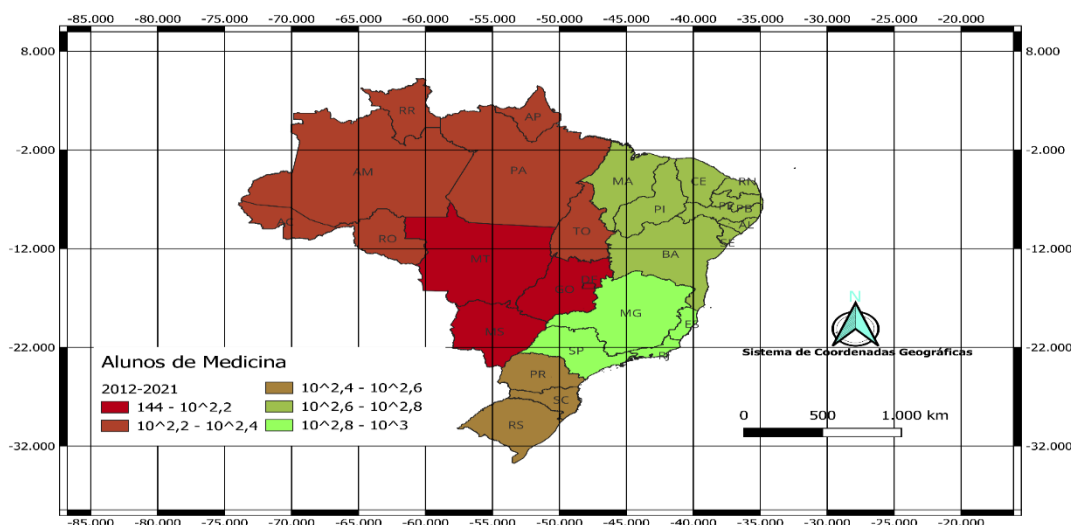 -85.000 -80.000 -75.000 -70.000 -65.000 -60.000 -55.000 -50.000 -45.000 -40.000 -35.000 -30.000 -25.000 -20.000
8.000 8.000
RR AP
-2.000 -2.000
AM PA MA CE RN
PI PE PB
AC AL
RO TO SE
-12.000 -12.000
BA
MT
GO DF
MG
N
MS ES
SP RJ
-22.000 -22.000
Sistema de Coordenadas Geográficas
Alunos de Medicina
PR
2012-2021 10^2,4 - 10^2,6
SC
144 - 10^2,2 10^2,6 - 10^2,8
RS
10^2,2 - 10^2,4 10^2,8 - 10^3
0 500 1.000 km
-32.000 -32.000
-85.000 -80.000 -75.000 -70.000 -65.000 -60.000 -55.000 -50.000 -45.000 -40.000 -35.000 -30.000 -25.000 -20.000